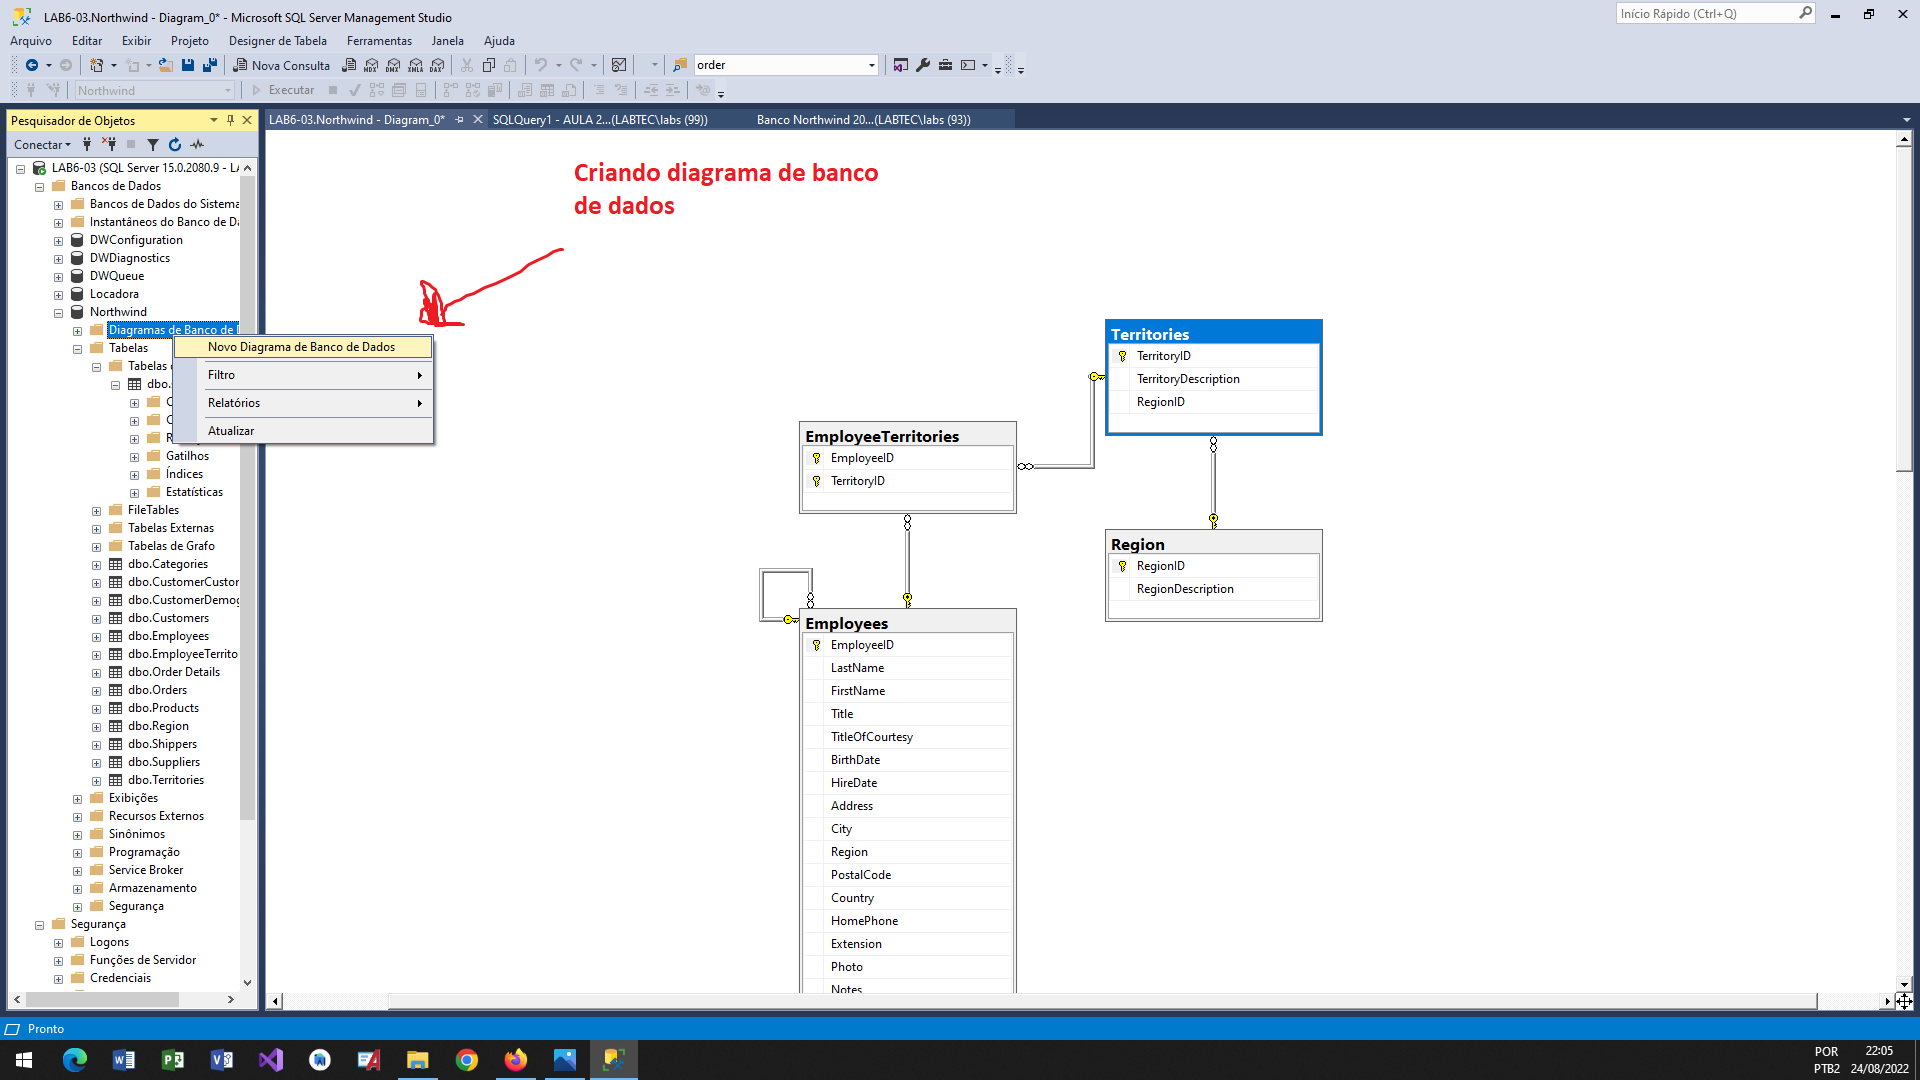 LAB6-03.Northwind - Diagram_0* - Microsoft SQL Server Management Studio
Início Rápido (Ctrl+Q)
Arquivo Editar Exibir Projeto Designer de Tabela Ferramentas Janela Ajuda
Nova Consulta
MDX DMX XMLA DAX
order
Northwind
Executar
Pesquisador de Objetos
LAB6-03.Northwind - Diagram_0*
SQLQuery1 - AULA 2...(LABTEC\labs (99))
Banco Northwind 20...(LABTEC\labs (93))
Conectar
LAB6-03 (SQL Server 15.0.2080.9 - LA
Bancos de Dados
Bancos de Dados do Sistema
Instantâneos do Banco de Da
DWConfiguration
DWDiagnostics
DWQueue
Locadora
Northwind
Diagramas de Banco de D
Tabelas
Tabelas
dbo.
Gatilhos
Índices
Estatísticas
FileTables
Tabelas Externas
Tabelas de Grafo
dbo.Categories
dbo.CustomerCustor
dbo.CustomerDemog
dbo.Customers
dbo.Employees
dbo.EmployeeTerrito
dbo.Order Details
dbo.Orders
dbo.Products
dbo.Region
dbo.Shippers
dbo.Suppliers
dbo.Territories
Exibições
Recursos Externos
Sinônimos
Programação
Service Broker
Armazenamento
Segurança
Segurança
Logons
Funções de Servidor
Credenciais
Novo Diagrama de Banco de Dados
Filtro
Relatórios
Atualizar
Criando diagrama de banco
de dados
Territories
TerritoryID
TerritoryDescription
RegionID
EmployeeTerritories
EmployeeID
TerritoryID
Region
RegionID
RegionDescription
Employees
EmployeeID
LastName
FirstName
Title
TitleOfCourtesy
BirthDate
HireDate
Address
City
Region
PostalCode
Country
HomePhone
Extension
Photo
Notes
Pronto
POR
PTB2
22:05
24/08/2022